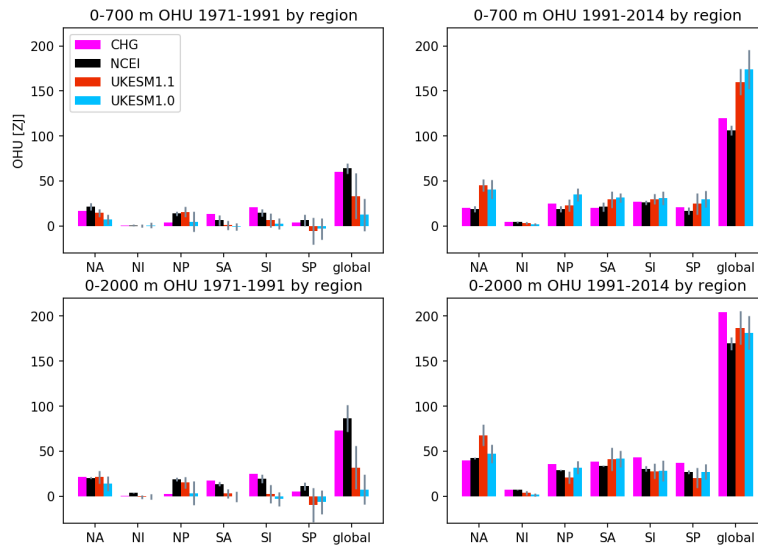 0-700 m OHU 1971-1991 by region
200
150
100
50
0
OHU [ZJ]
CHG
NCEI
UKESM1.1
UKESM1.0
NA NI NP SA SI SP global
0-700 m OHU 1991-2014 by region
200
150
100
50
0
NA NI NP SA SI SP global
0-2000 m OHU 1971-1991 by region
200
150
100
50
0
NA NI NP SA SI SP global
0-2000 m OHU 1991-2014 by region
200
150
100
50
0
NA NI NP SA SI SP global